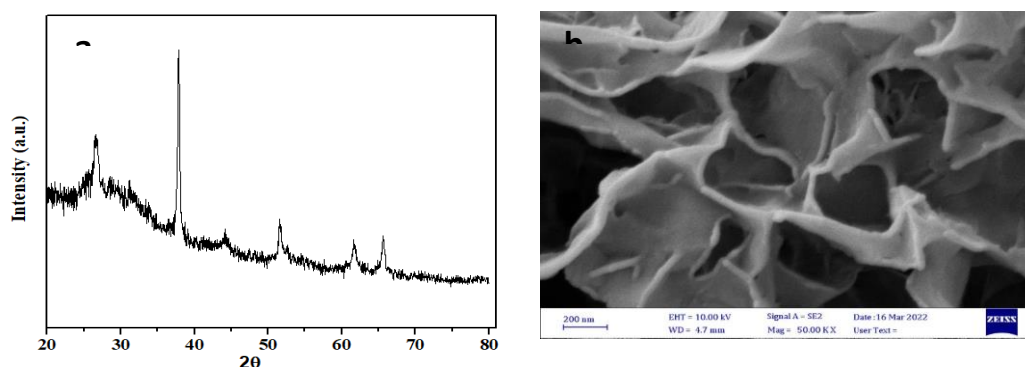 a
b
Intensity (a.u.)
20 30 40 50 60 70 80
2θ
200 nm
EHT = 10.00 kV Signal A = SE2 Date :16 Mar 2022
WD = 4.7 mm Mag = 50.00 K X User Text =
ZEISS